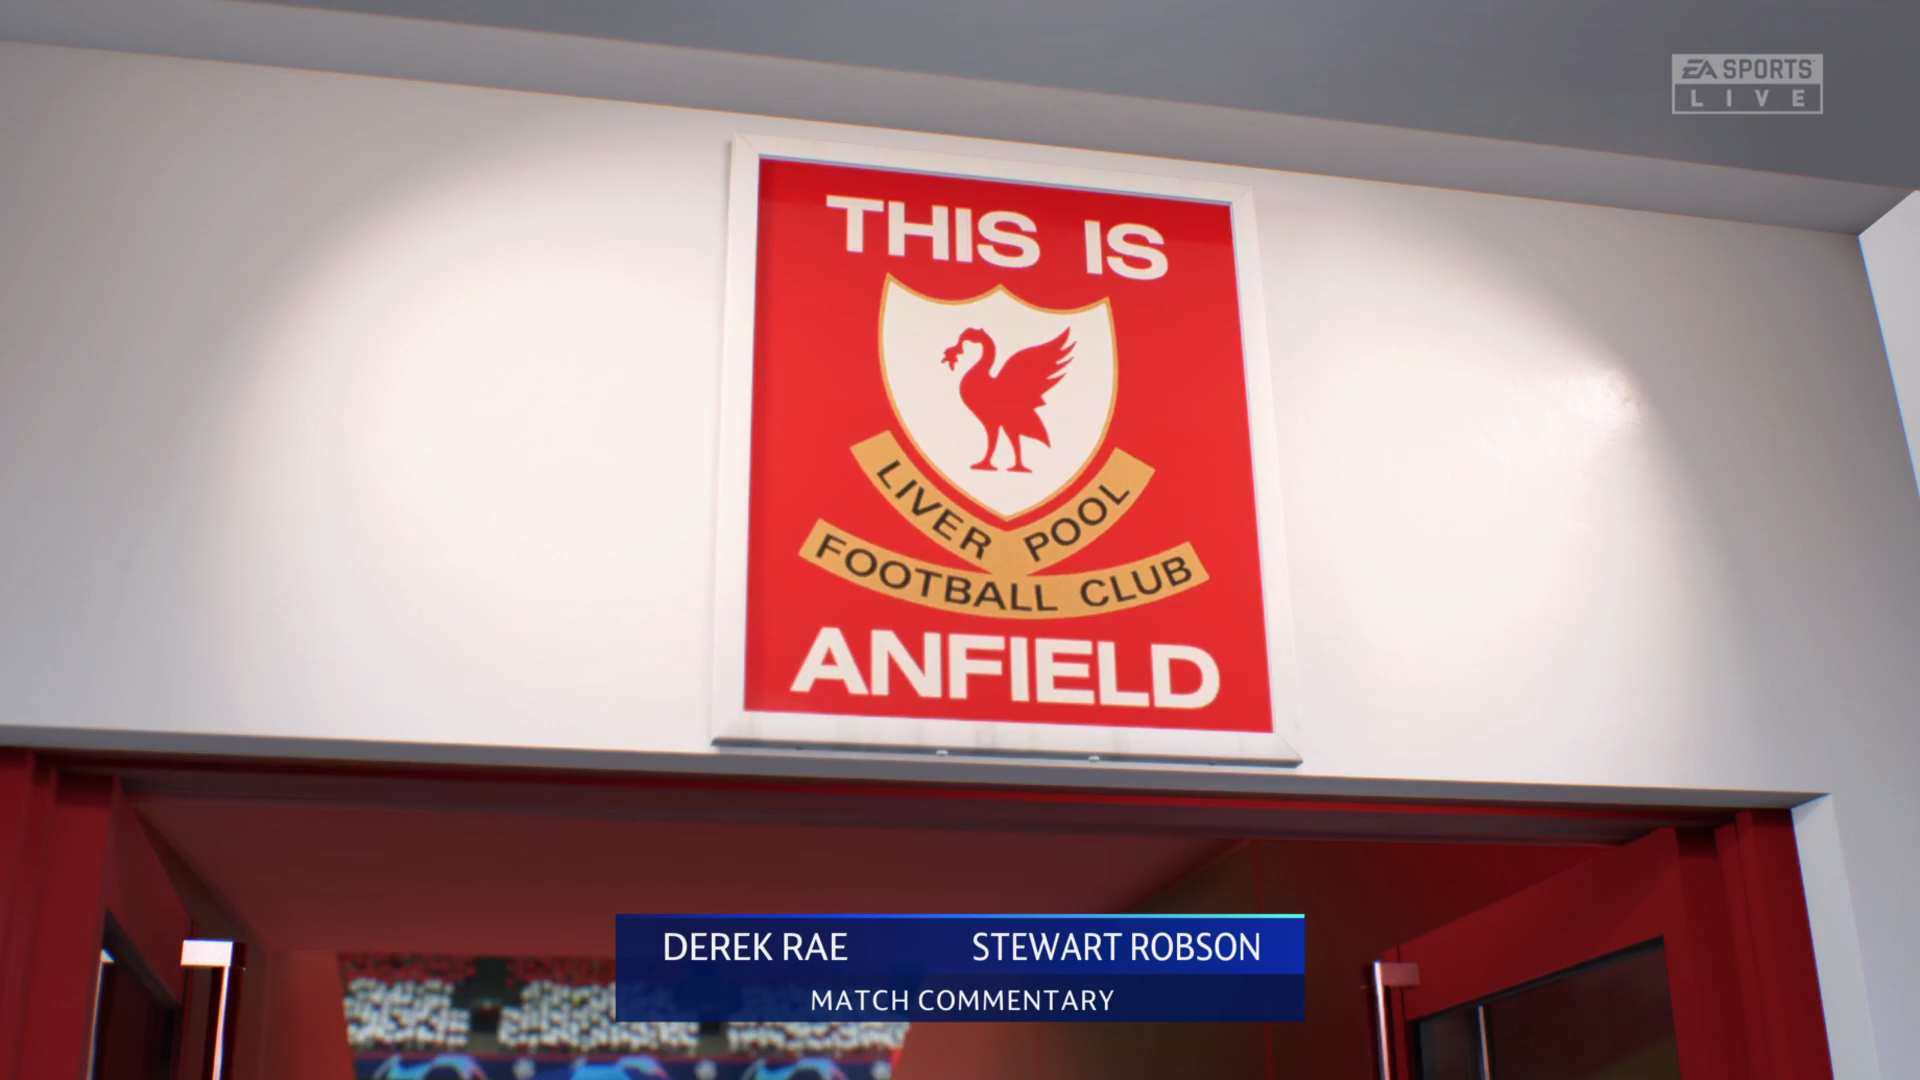 EA SPORTS
LIVE
THIS IS
LIVER POOL
FOOTBALL CLUB
ANFIELD
DEREK RAE STEWART ROBSON
MATCH COMMENTARY